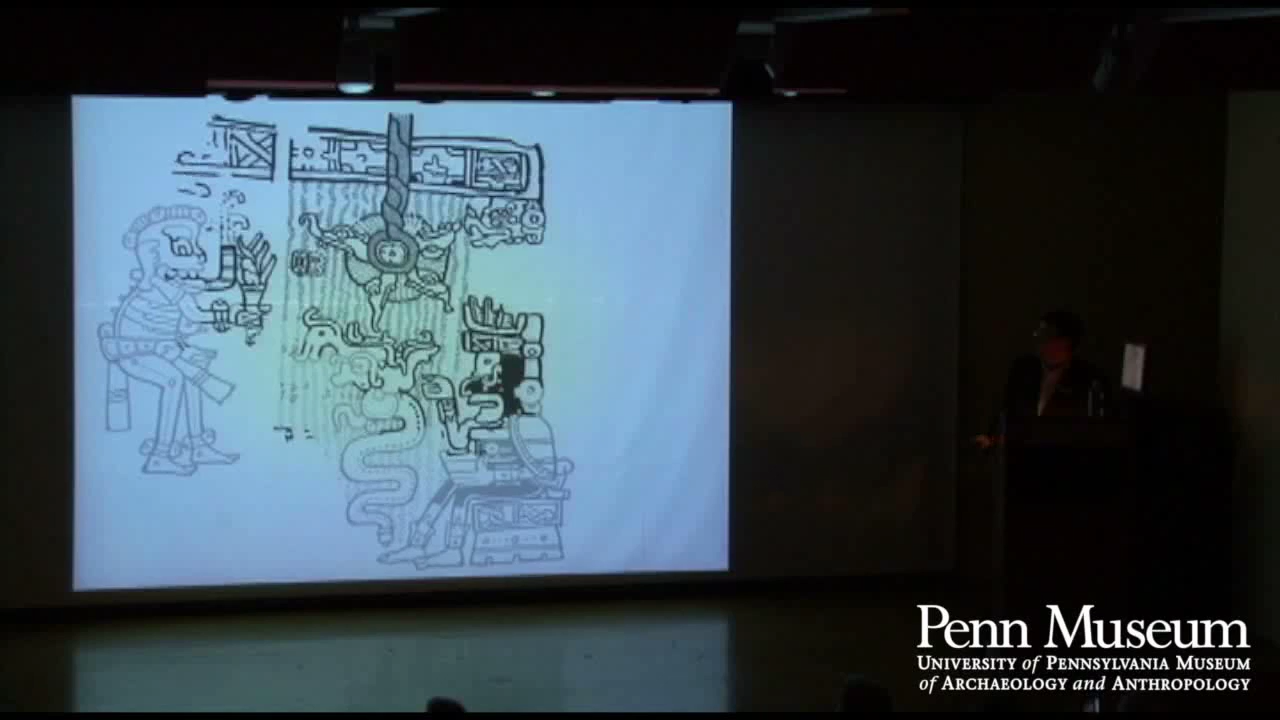 Penn Museum
UNIVERSITY of PENNSYLVANIA MUSEUM
of ARCHAEOLOGY and ANTHROPOLOGY